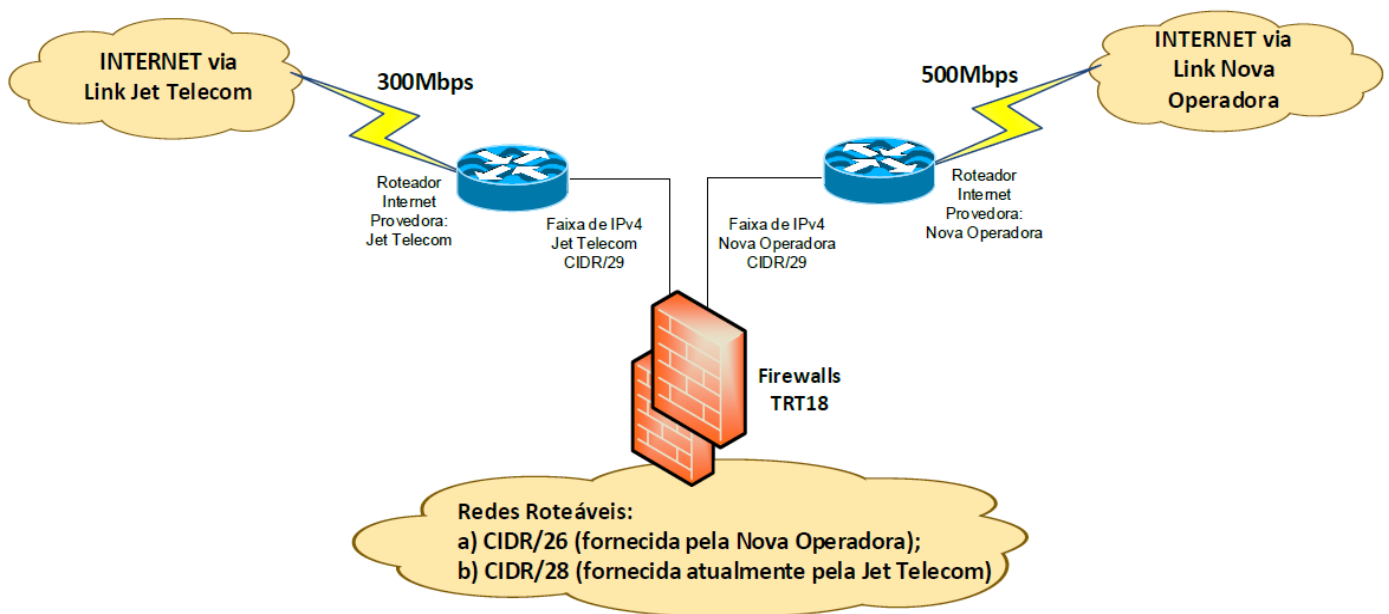 INTERNET via
Link Jet Telecom
300Mbps
500Mbps
INTERNET via
Link Nova
Operadora
Roteador
Internet
Provedora:
Jet Telecom
Faixa de IPv4
Jet Telecom
CIDR/29
Faixa de IPv4
Nova Operadora
CIDR/29
Roteador
Internet
Provedora:
Nova Operadora
Firewalls
TRT18
Redes Roteáveis:
a) CIDR/26 (fornecida pela Nova Operadora);
b) CIDR/28 (fornecida atualmente pela Jet Telecom)